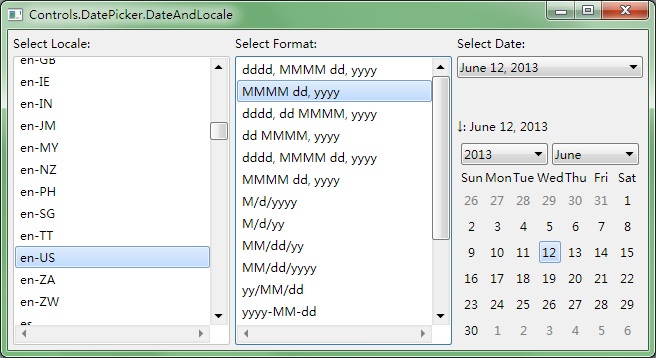 Controls.DatePicker.DateAndLocale
Select Locale:
en-GB
en-IE
en-IN
en-JM
en-MY
en-NZ
en-PH
en-SG
en-TT
en-US
en-ZA
en-ZW
es
Select Format:
dddd, MMMM dd, yyyy
MMMM dd, yyyy
dddd, dd MMMM, yyyy
dd MMMM, yyyy
dddd, MMMM dd, yyyy
MMMM dd, yyyy
M/d/yyyy
M/d/yy
MM/dd/yy
MM/dd/yyyy
yy/MM/dd
yyyy-MM-dd
Select Date:
June 12, 2013
↓: June 12, 2013
2013 June
Sun Mon Tue Wed Thu Fri Sat
26 27 28 29 30 31 1
2 3 4 5 6 7 8
9 10 11 12 13 14 15
16 17 18 19 20 21 22
23 24 25 26 27 28 29
30 1 2 3 4 5 6